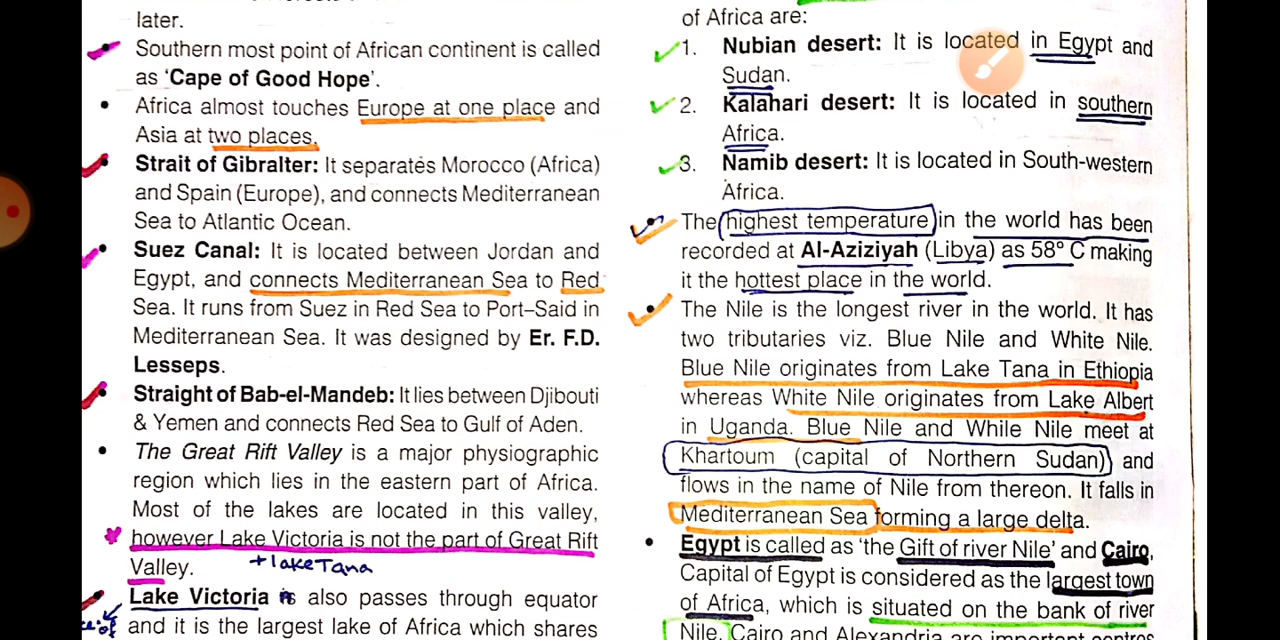 later.
Southern most point of African continent is called
as 'Cape of Good Hope'.
• Africa almost touches Europe at one place and
Asia at two places.
• Strait of Gibralter: It separates Morocco (Africa)
and Spain (Europe), and connects Mediterranean
Sea to Atlantic Ocean.
• Suez Canal: It is located between Jordan and
Egypt, and connects Mediterranean Sea to Red
Sea. It runs from Suez in Red Sea to Port–Said in
Mediterranean Sea. It was designed by Er. F.D.
Lesseps.
• Straight of Bab-el-Mandeb: It lies between Djibouti
& Yemen and connects Red Sea to Gulf of Aden.
• The Great Rift Valley is a major physiographic
region which lies in the eastern part of Africa.
Most of the lakes are located in this valley,
however Lake Victoria is not the part of Great Rift
Valley. + lake Tana
Lake Victoria is also passes through equator
and it is the largest lake of Africa which shares
of Africa are:
1. Nubian desert: It is located in Egypt and
Sudan.
2. Kalahari desert: It is located in southern
Africa.
3. Namib desert: It is located in South-western
Africa.
• The highest temperature in the world has been
recorded at Al-Aziziyah (Libya) as 58° C making
it the hottest place in the world.
• The Nile is the longest river in the world. It has
two tributaries viz. Blue Nile and White Nile.
Blue Nile originates from Lake Tana in Ethiopia
whereas White Nile originates from Lake Albert
in Uganda. Blue Nile and While Nile meet at
Khartoum (capital of Northern Sudan) and
flows in the name of Nile from thereon. It falls in
Mediterranean Sea forming a large delta.
• Egypt is called as 'the Gift of river Nile' and Cairo,
Capital of Egypt is considered as the largest town
of Africa, which is situated on the bank of river
Nile. Cairo and Alexandria are important centres